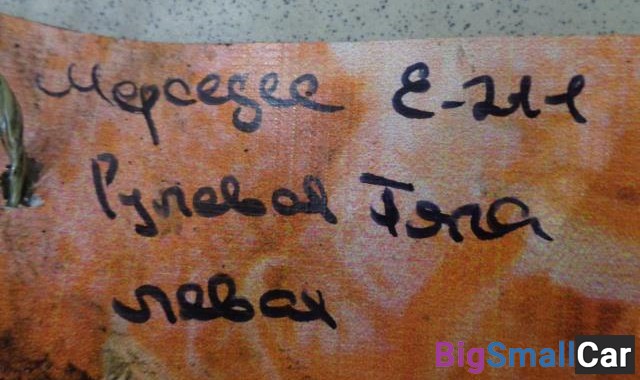 Мерседес Е-211
Рулевая Тяга
левая
BigSmallCar